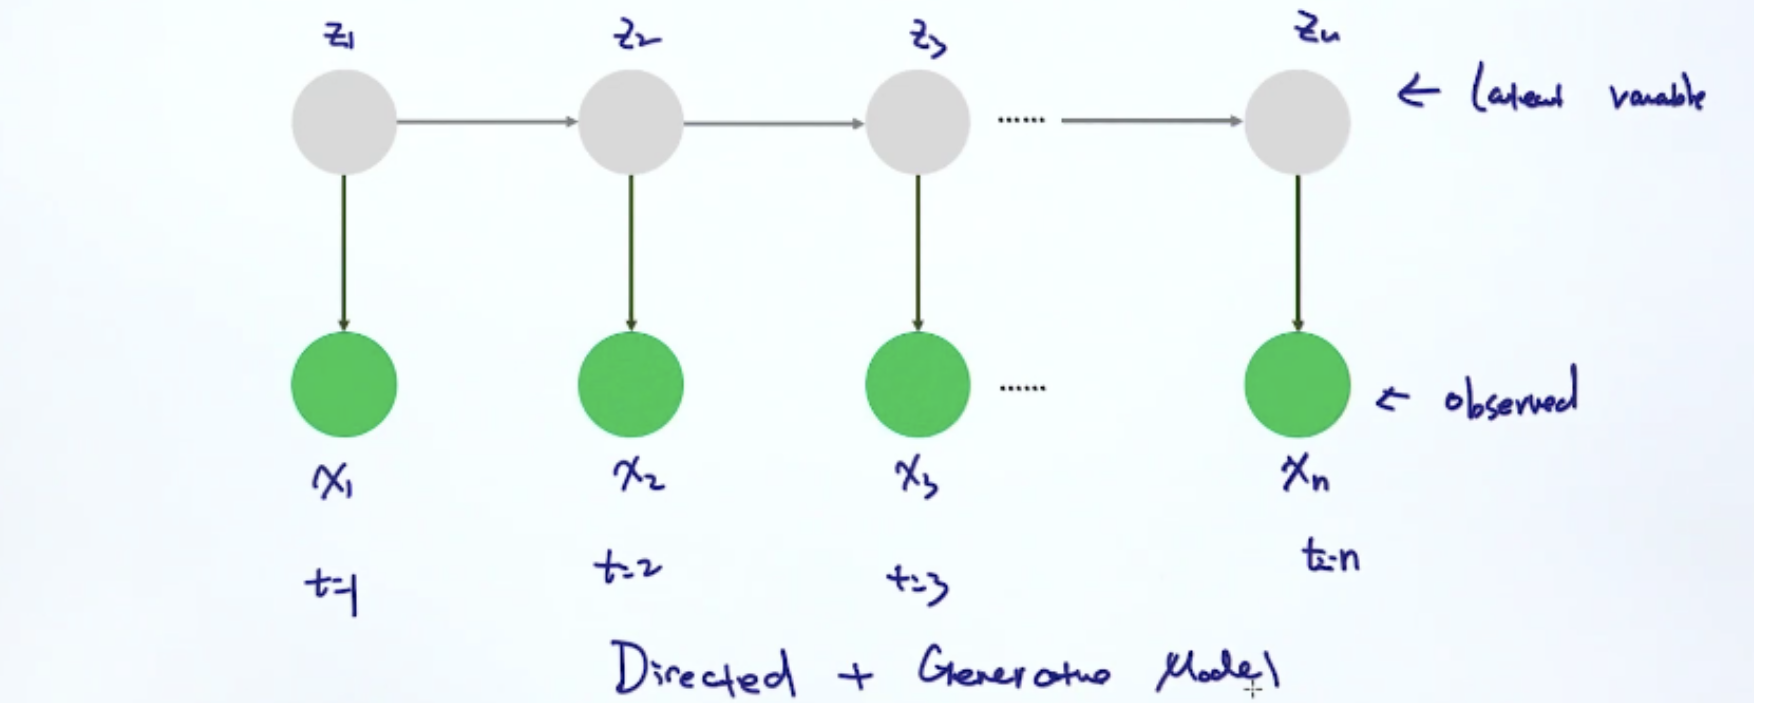 z1 z2 z3 zn
← latent variable
......
......
← observed
x1 x2 x3 xn
t=1 t=2 t=3 t=n
Directed + Generative Model